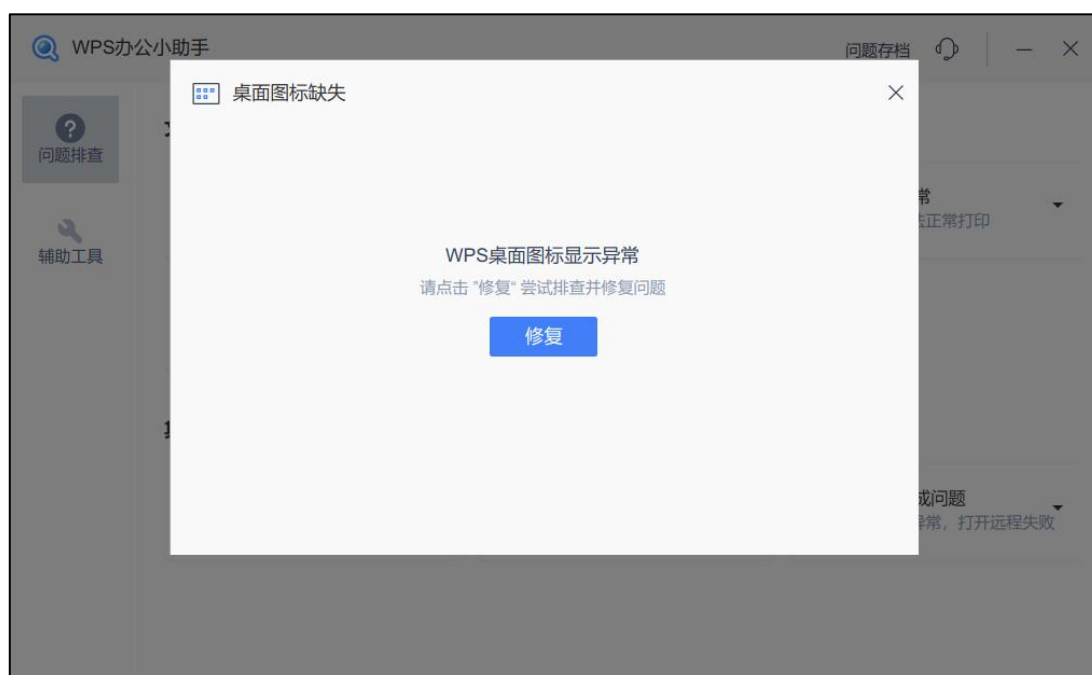 WPS办公小助手
问题存档
桌面图标缺失
问题排查
常
正常打印
辅助工具
WPS桌面图标显示异常
请点击 "修复“ 尝试排查并修复问题
修复
成问题
异常，打开远程失败